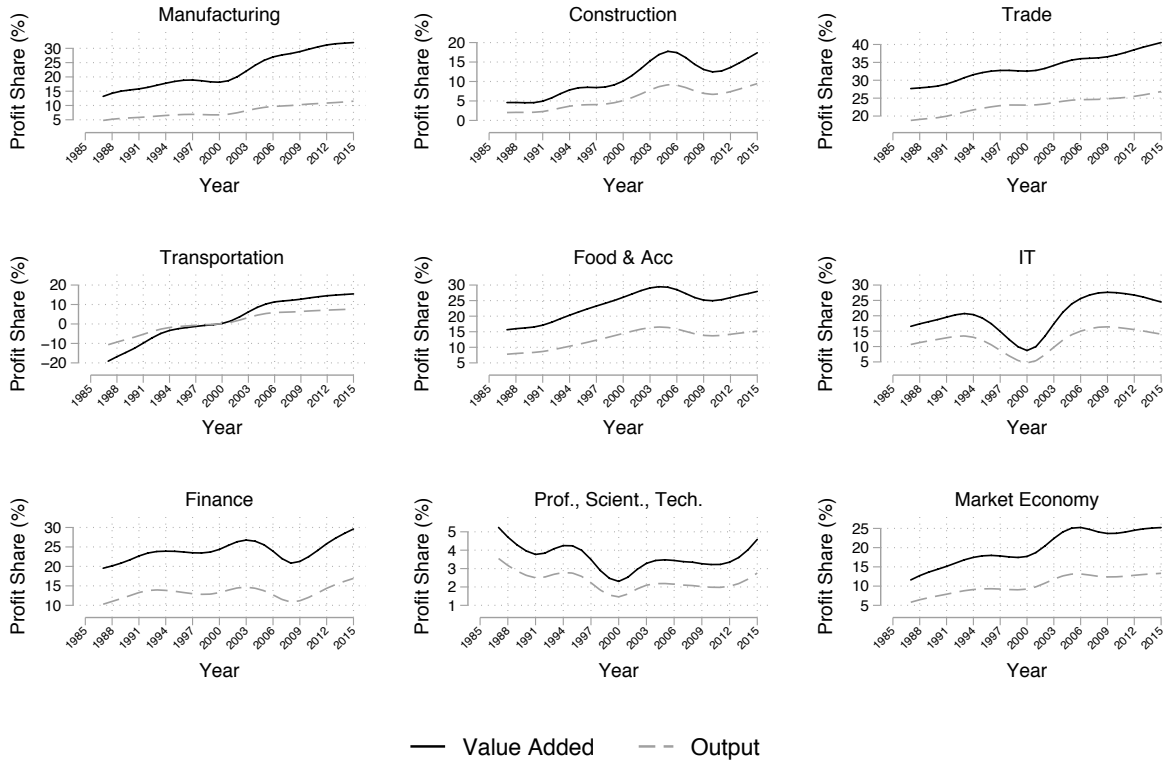 Manufacturing
Profit Share (%)
30
25
20
15
10
5
1985 1988 1991 1994 1997 2000 2003 2006 2009 2012 2015
Year
Construction
Profit Share (%)
20
15
10
5
0
1985 1988 1991 1994 1997 2000 2003 2006 2009 2012 2015
Year
Trade
Profit Share (%)
40
35
30
25
20
1985 1988 1991 1994 1997 2000 2003 2006 2009 2012 2015
Year
Transportation
Profit Share (%)
20
10
0
−10
−20
1985 1988 1991 1994 1997 2000 2003 2006 2009 2012 2015
Year
Food & Acc
Profit Share (%)
30
25
20
15
10
5
1985 1988 1991 1994 1997 2000 2003 2006 2009 2012 2015
Year
IT
Profit Share (%)
30
25
20
15
10
5
1985 1988 1991 1994 1997 2000 2003 2006 2009 2012 2015
Year
Finance
Profit Share (%)
30
25
20
15
10
1985 1988 1991 1994 1997 2000 2003 2006 2009 2012 2015
Year
Prof., Scient., Tech.
Profit Share (%)
5
4
3
2
1
1985 1988 1991 1994 1997 2000 2003 2006 2009 2012 2015
Year
Market Economy
Profit Share (%)
25
20
15
10
5
1985 1988 1991 1994 1997 2000 2003 2006 2009 2012 2015
Year
Value Added Output